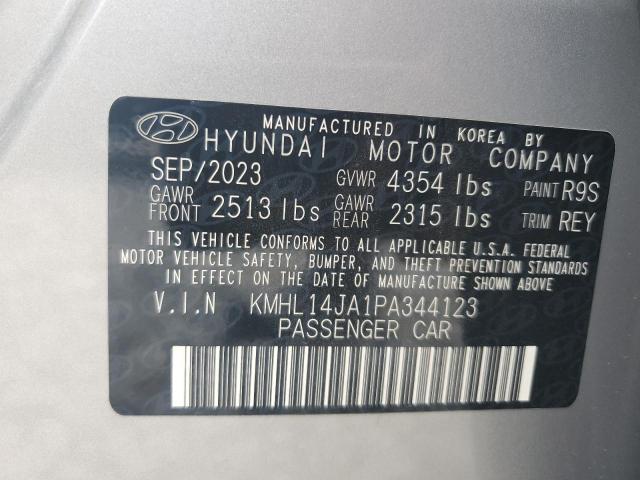 MANUFACTURED IN KOREA BY
HYUNDAI MOTOR COMPANY
SEP/2023 GVWR 4354 lbs PAINT R9S
GAWR FRONT 2513 lbs GAWR REAR 2315 lbs TRIM REY
THIS VEHICLE CONFORMS TO ALL APPLICABLE U.S.A. FEDERAL
MOTOR VEHICLE SAFETY, BUMPER, AND THEFT PREVENTION STANDARDS
IN EFFECT ON THE DATE OF MANUFACTURE SHOWN ABOVE
V.I.N KMHL14JA1PA344123
PASSENGER CAR